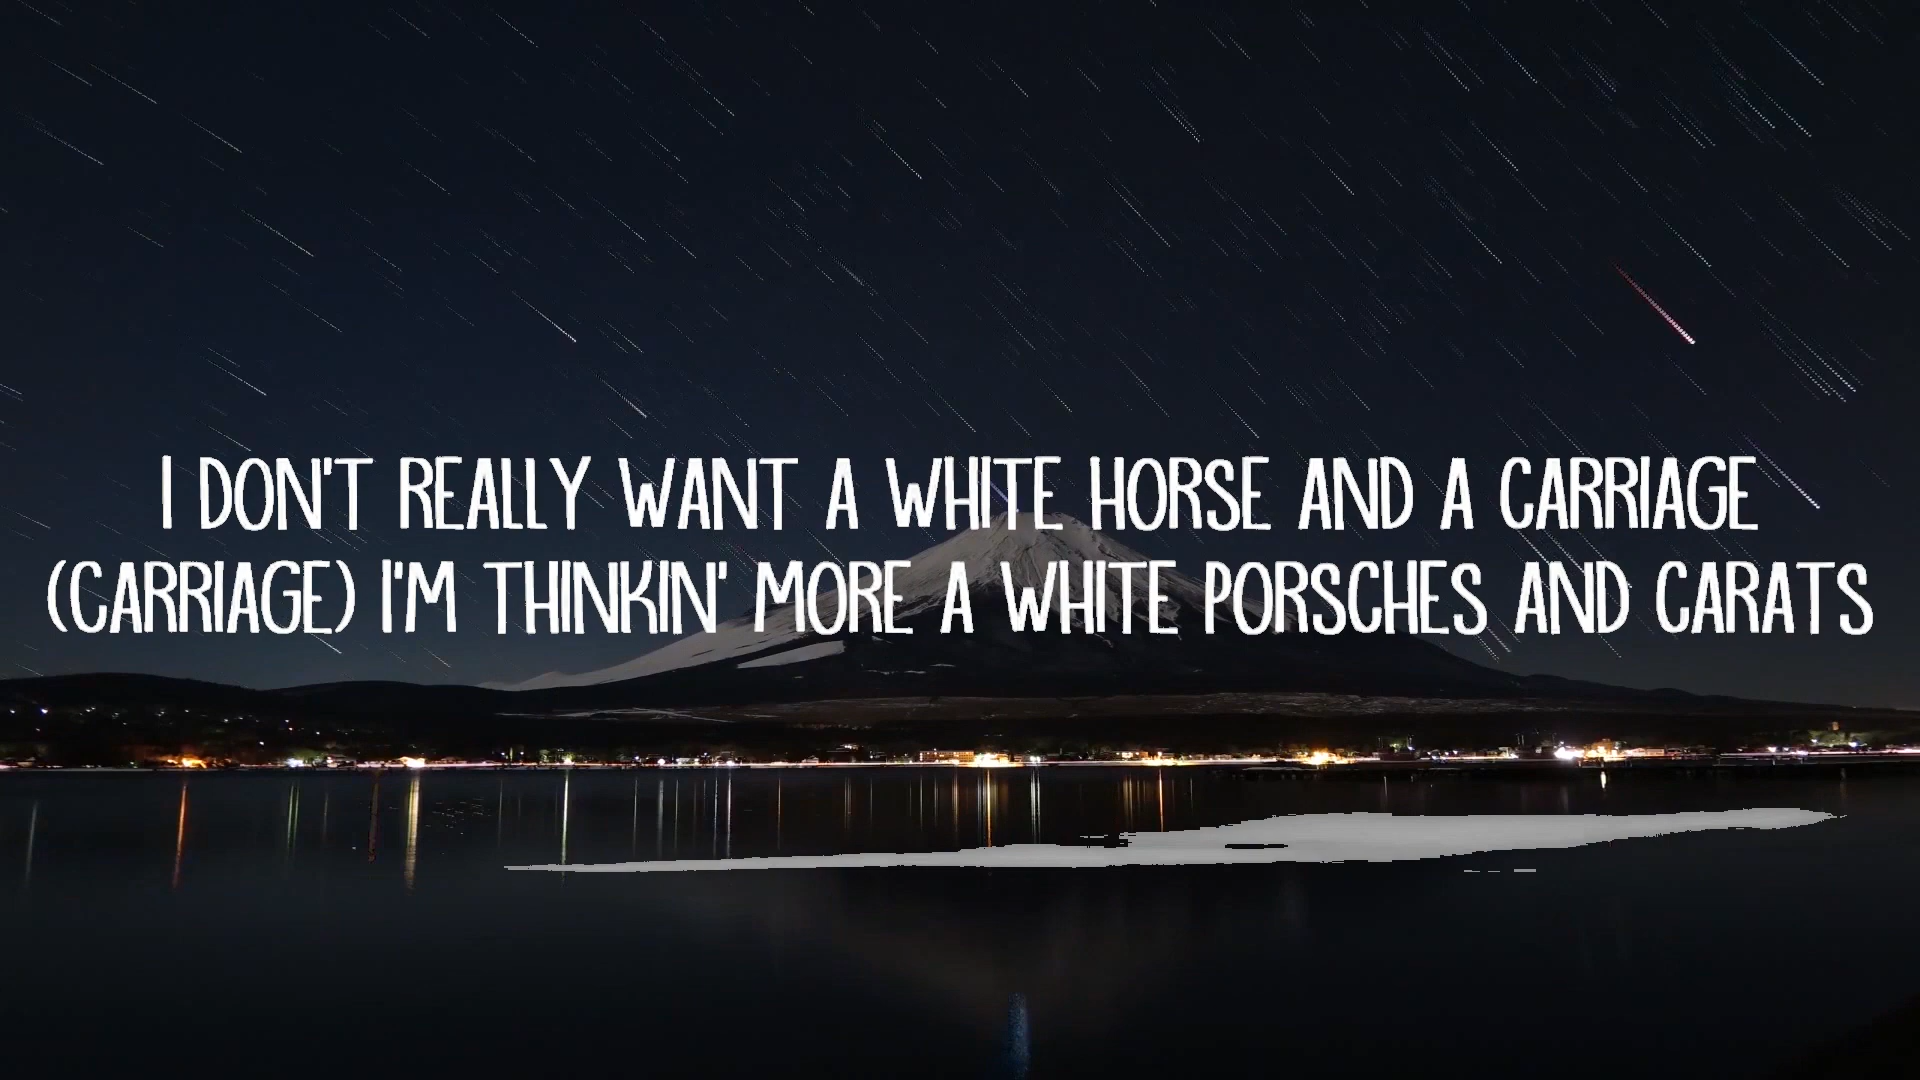 I DON'T REALLY WANT A WHITE HORSE AND A CARRIAGE
(CARRIAGE) I'M THINKIN' MORE A WHITE PORSCHES AND CARATS